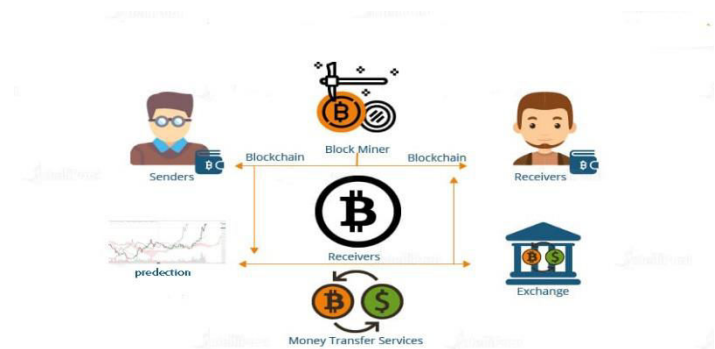 Block Miner
Blockchain
Blockchain
Senders
Receivers
Receivers
predection
Exchange
Money Transfer Services